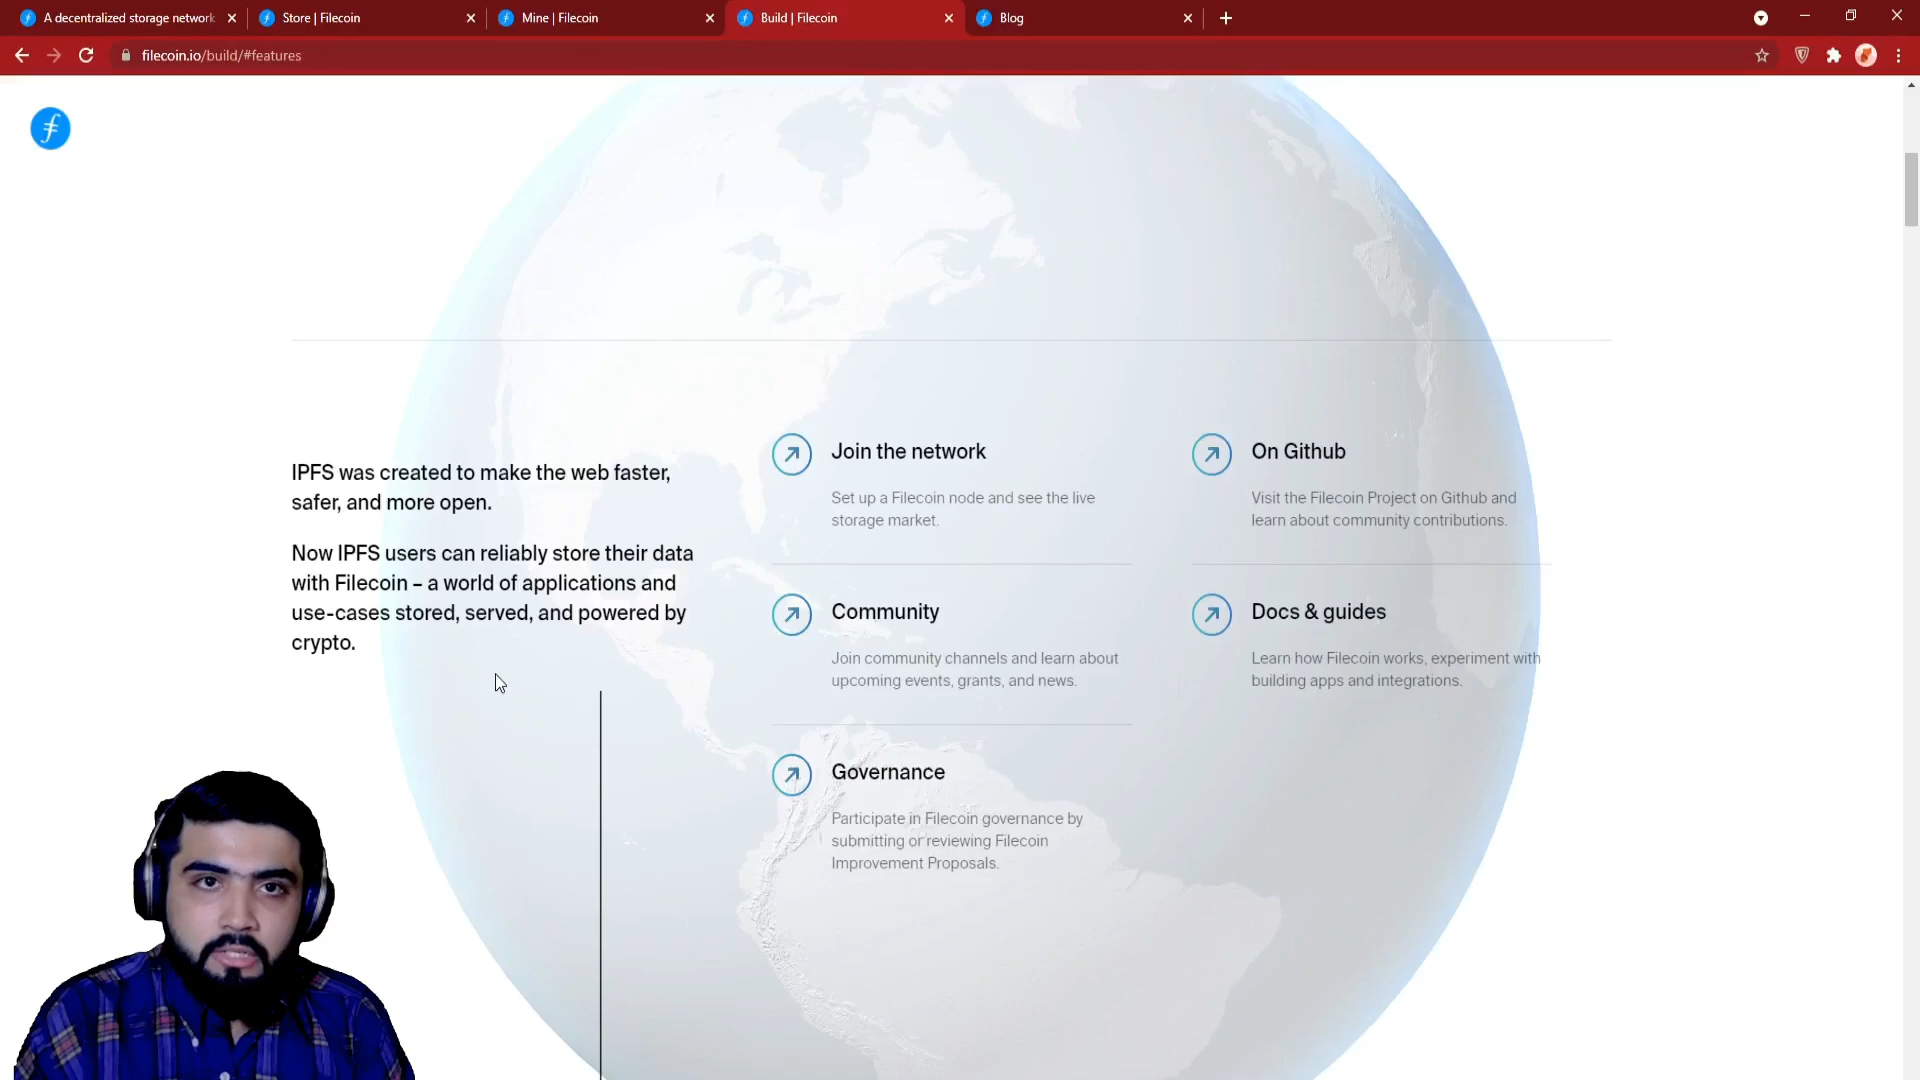 A decentralized storage network
Store | Filecoin
Mine | Filecoin
Build | Filecoin
Blog
filecoin.io/build/#features
IPFS was created to make the web faster,
safer, and more open.
Now IPFS users can reliably store their data
with Filecoin – a world of applications and
use-cases stored, served, and powered by
crypto.
Join the network
Set up a Filecoin node and see the live
storage market.
Community
Join community channels and learn about
upcoming events, grants, and news.
Governance
Participate in Filecoin governance by
submitting or reviewing Filecoin
Improvement Proposals.
On Github
Visit the Filecoin Project on Github and
learn about community contributions.
Docs & guides
Learn how Filecoin works, experiment with
building apps and integrations.